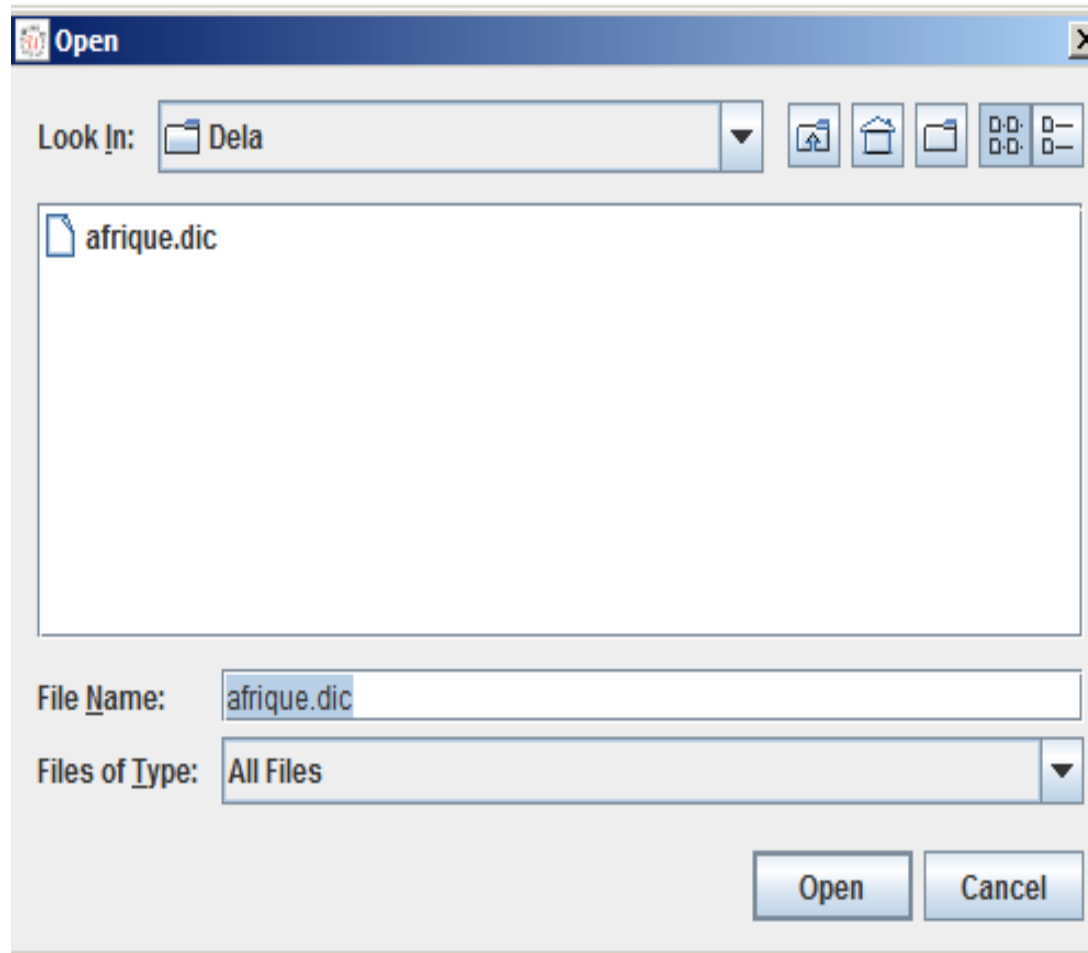 Open
Look In: Dela
afrique.dic
File Name: afrique.dic
Files of Type: All Files
Open Cancel